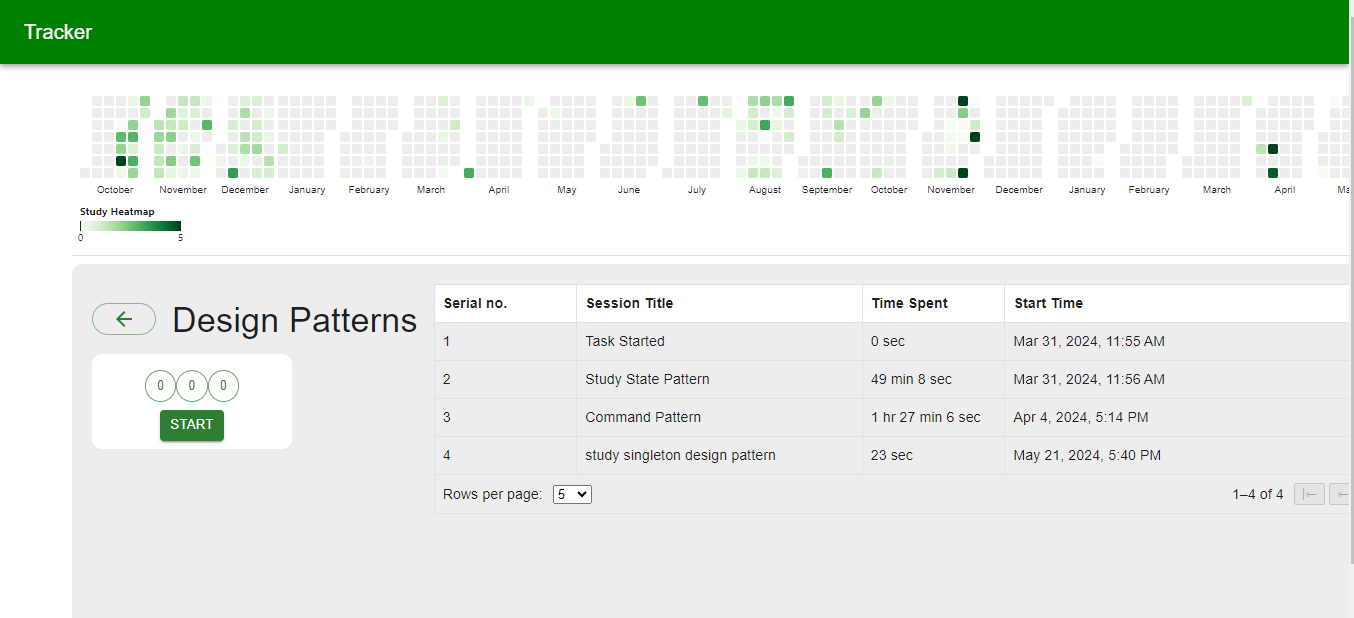 Tracker
October November December January February March April May June July August September October November December January February March April Ma
Study Heatmap
0 5
Design Patterns
0 0 0
START
Serial no. Session Title Time Spent Start Time
1 Task Started 0 sec Mar 31, 2024, 11:55 AM
2 Study State Pattern 49 min 8 sec Mar 31, 2024, 11:56 AM
3 Command Pattern 1 hr 27 min 6 sec Apr 4, 2024, 5:14 PM
4 study singleton design pattern 23 sec May 21, 2024, 5:40 PM
Rows per page: 5 1–4 of 4